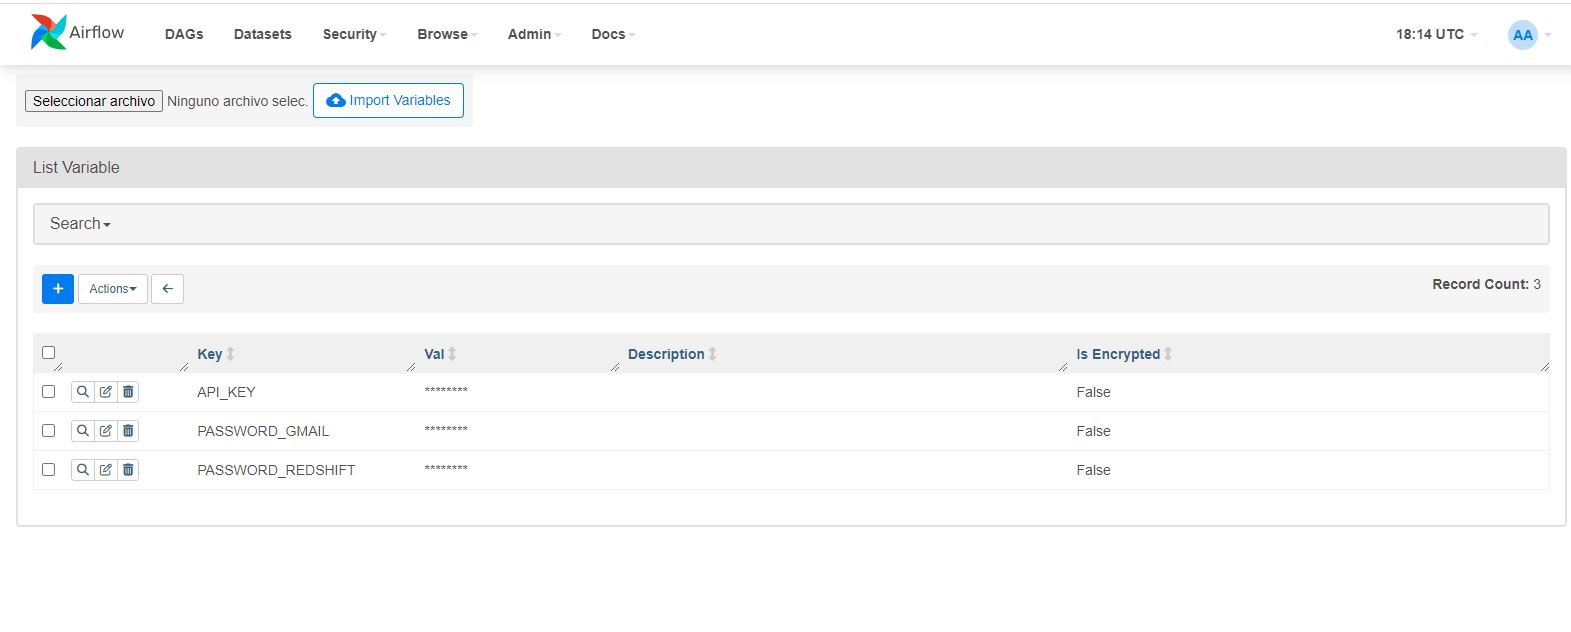 Airflow DAGs Datasets Security Browse Admin Docs 18:14 UTC AA
Seleccionar archivo Ninguno archivo selec. Import Variables
List Variable
Search
+ Actions ← Record Count: 3
Key Val Description Is Encrypted
API_KEY ******** False
PASSWORD_GMAIL ******** False
PASSWORD_REDSHIFT ******** False